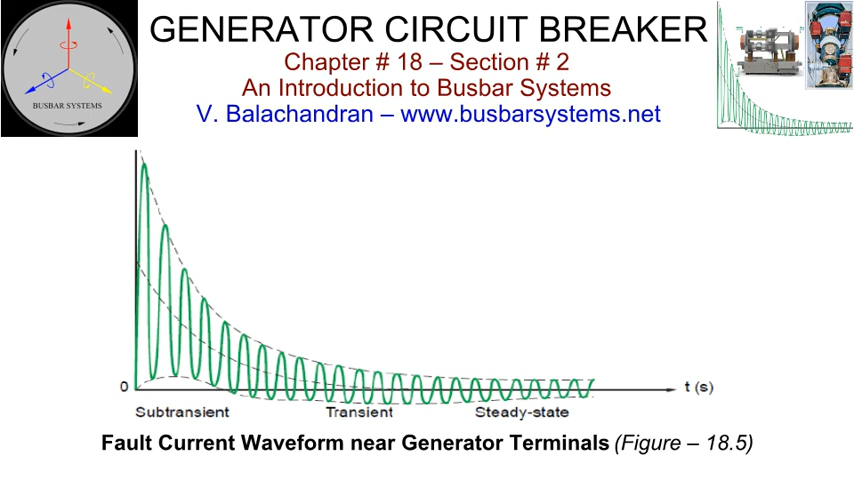 GENERATOR CIRCUIT BREAKER
Chapter # 18 – Section # 2
An Introduction to Busbar Systems
V. Balachandran – www.busbarsystems.net
BUSBAR SYSTEMS
0
t (s)
Subtransient Transient Steady-state
Fault Current Waveform near Generator Terminals (Figure – 18.5)